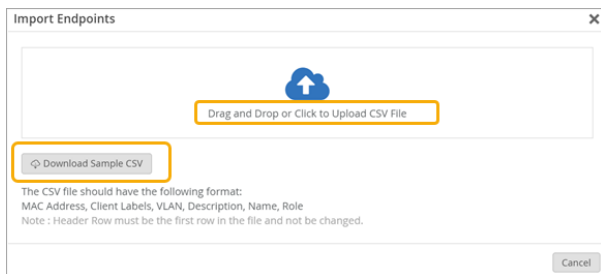 Import Endpoints
Drag and Drop or Click to Upload CSV File
Download Sample CSV
The CSV file should have the following format:
MAC Address, Client Labels, VLAN, Description, Name, Role
Note : Header Row must be the first row in the file and not be changed.
Cancel